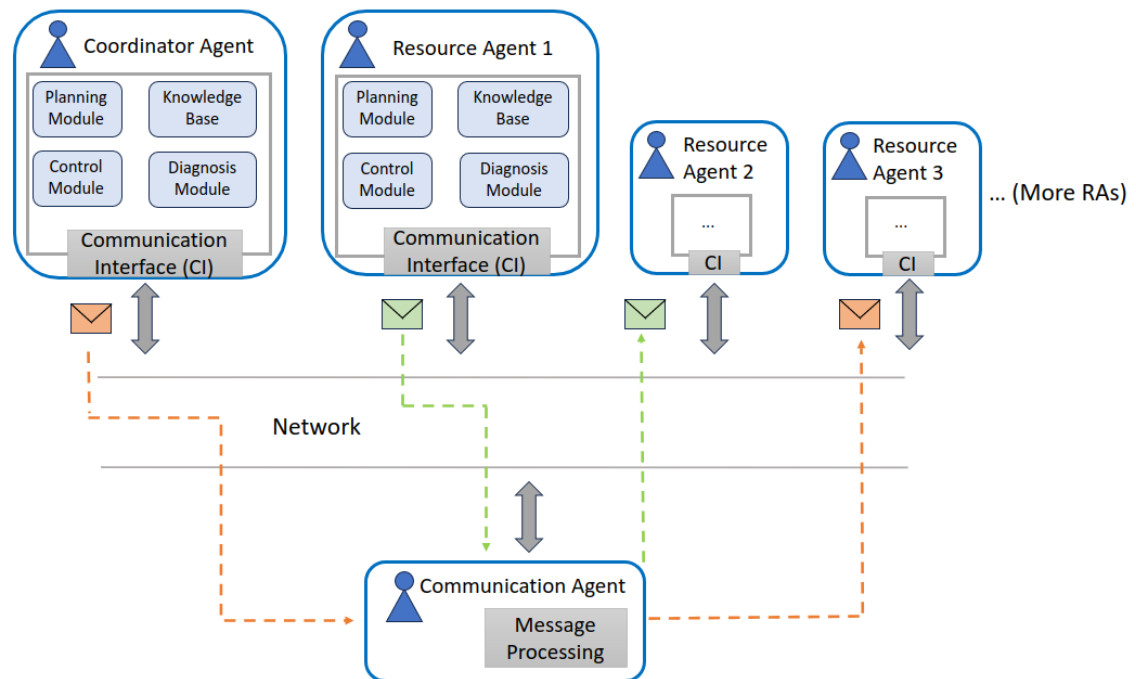 Coordinator Agent
Planning
Module
Knowledge
Base
Control
Module
Diagnosis
Module
Communication
Interface (CI)
Resource Agent 1
Planning
Module
Knowledge
Base
Control
Module
Diagnosis
Module
Communication
Interface (CI)
Resource
Agent 2
...
CI
Resource
Agent 3
...
CI
... (More RAs)
Network
Communication Agent
Message
Processing